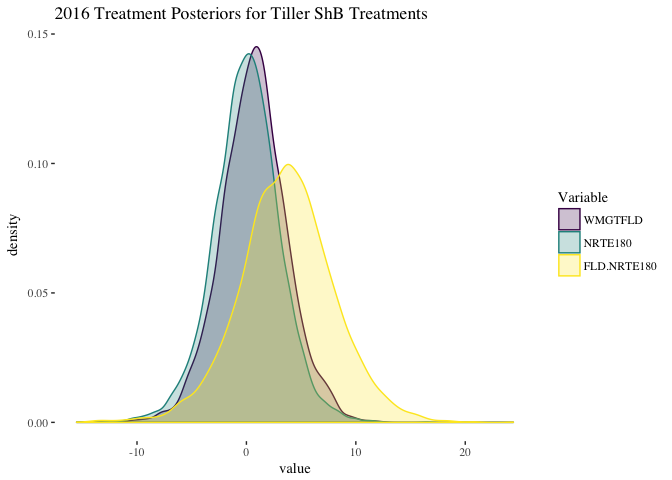 2016 Treatment Posteriors for Tiller ShB Treatments
0.15
0.10
0.05
0.00
density
-10
0
10
20
value
Variable
WMGTFLD
NRTE180
FLD.NRTE180